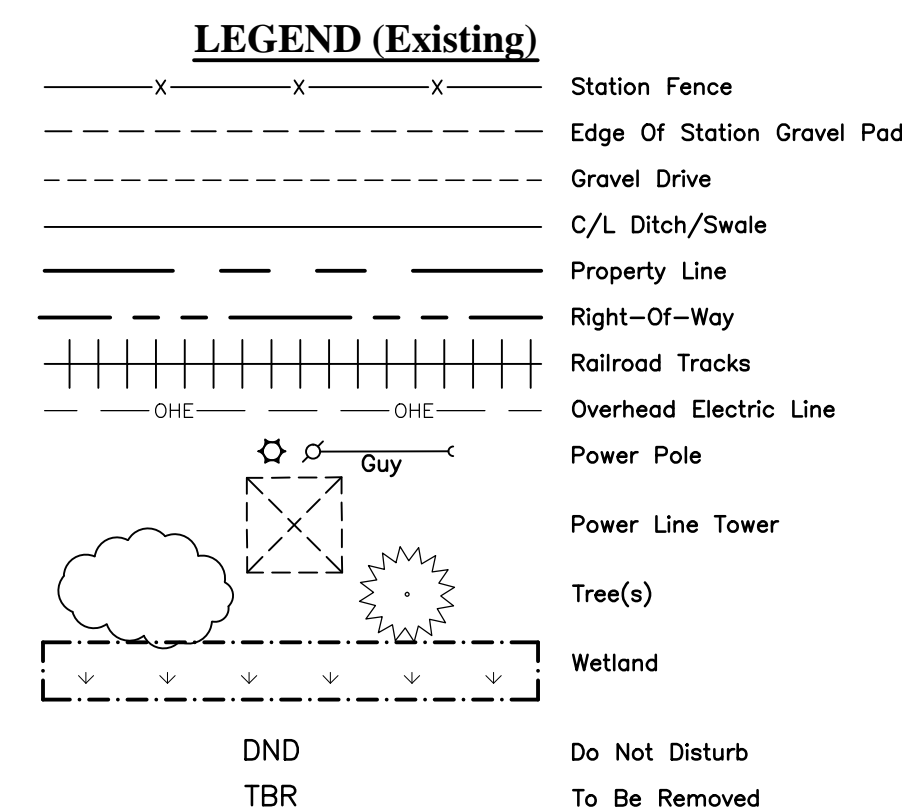 LEGEND (Existing)
X X X Station Fence
Edge Of Station Gravel Pad
Gravel Drive
C/L Ditch/Swale
Property Line
Right-Of-Way
Railroad Tracks
OHE OHE Overhead Electric Line
Guy Power Pole
Power Line Tower
Tree(s)
Wetland
DND Do Not Disturb
TBR To Be Removed